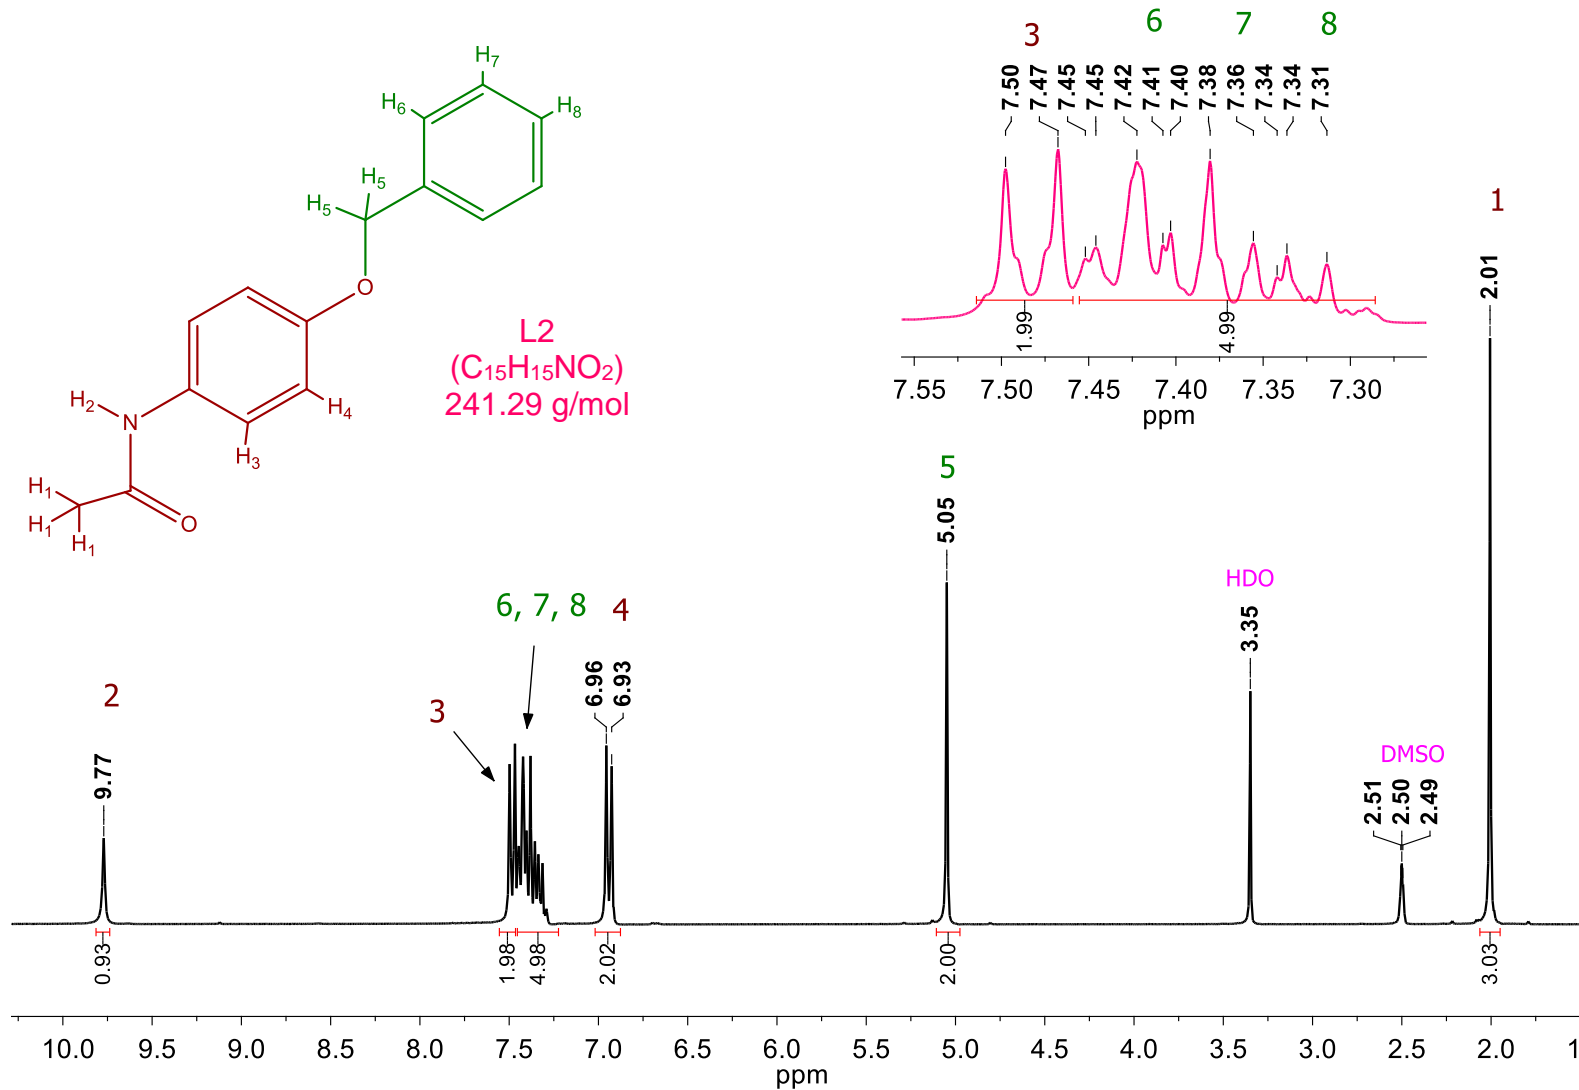 3 6 7 8
7.50 7.47 7.45 7.45 7.42 7.41 7.40 7.38 7.36 7.34 7.34 7.31
H7
H6
H8
H5
H5
O
H2
N
H4
H3
H1
H1
H1
O
L2
(C₁₅H₁₅NO₂)
241.29 g/mol
1.99 4.99
7.55 7.50 7.45 7.40 7.35 7.30
ppm
1
2.01
5
5.05
HDO
3.35
6, 7, 8
4
6.96 6.93
2
9.77
3
DMSO
2.51 2.50 2.49
0.93 1.98 4.98 2.02 2.00 3.03
10.0 9.5 9.0 8.5 8.0 7.5 7.0 6.5 6.0 5.5 5.0 4.5 4.0 3.5 3.0 2.5 2.0 1
ppm